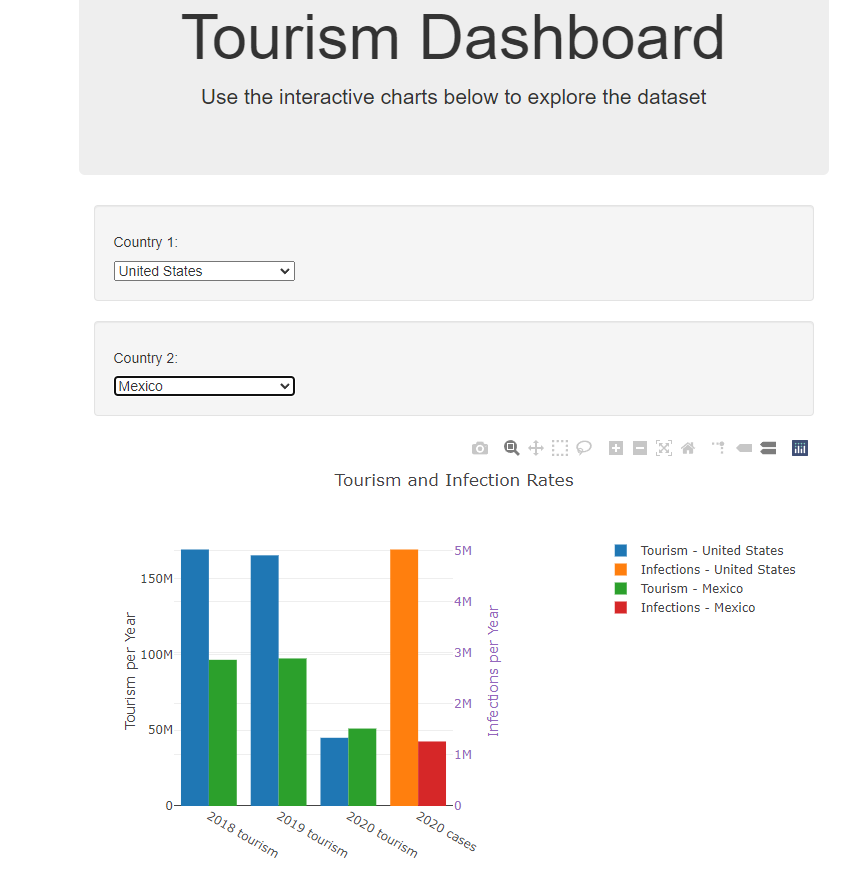 Tourism Dashboard
Use the interactive charts below to explore the dataset
Country 1:
United States
Country 2:
Mexico
Tourism and Infection Rates
Tourism per Year
150M
100M
50M
0
5M
4M
3M
2M
1M
0
Infections per Year
2018 tourism
2019 tourism
2020 tourism
2020 cases
Tourism - United States
Infections - United States
Tourism - Mexico
Infections - Mexico